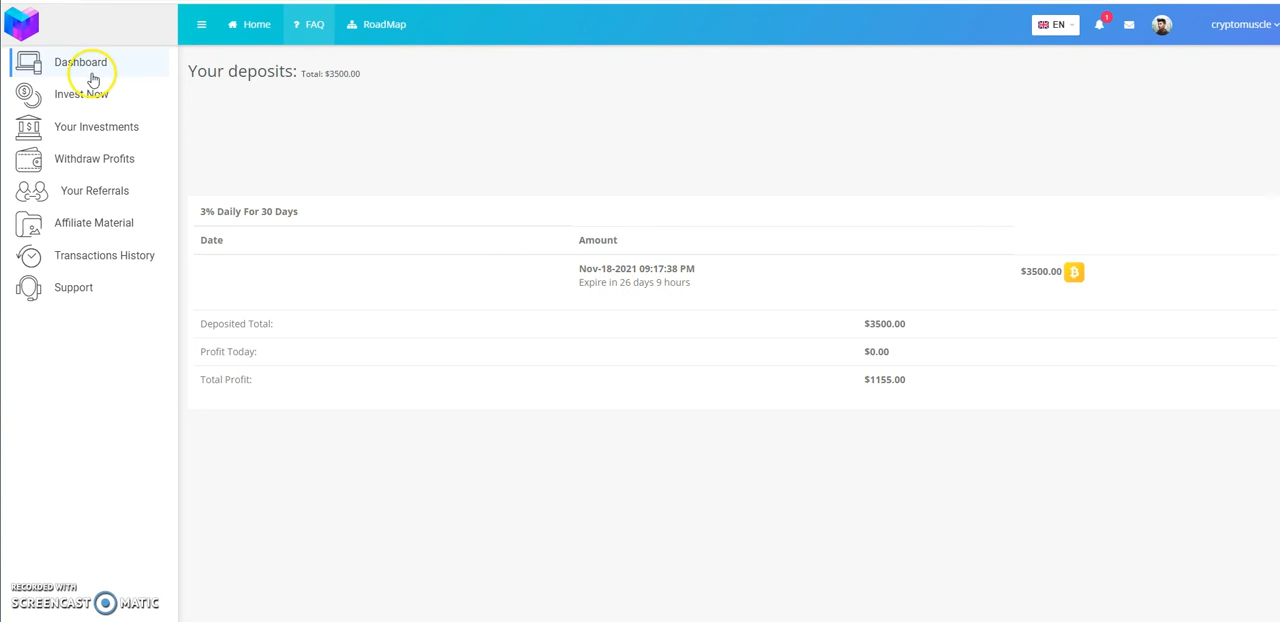 Home
? FAQ
RoadMap
EN
1
cryptomuscle
Dashboard
Invest Now
Your Investments
Withdraw Profits
Your Referrals
Affiliate Material
Transactions History
Support
Your deposits: Total: $3500.00
3% Daily For 30 Days
Date Amount
Nov-18-2021 09:17:38 PM $3500.00
Expire in 26 days 9 hours
Deposited Total: $3500.00
Profit Today: $0.00
Total Profit: $1155.00
RECORDED WITH
SCREENCAST MATIC